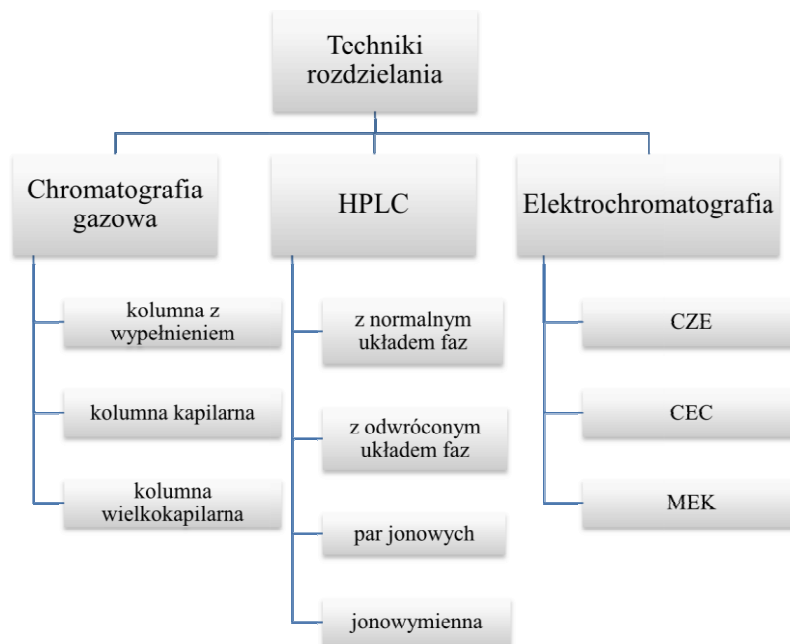 Techniki
rozdzielania
Chromatografia
gazowa
kolumna z
wypełnieniem
kolumna kapilarna
kolumna
wielkokapilarna
HPLC
z normalnym
układem faz
z odwróconym
układem faz
par jonowych
jonowymienna
Elektrochromatografia
CZE
CEC
MEK